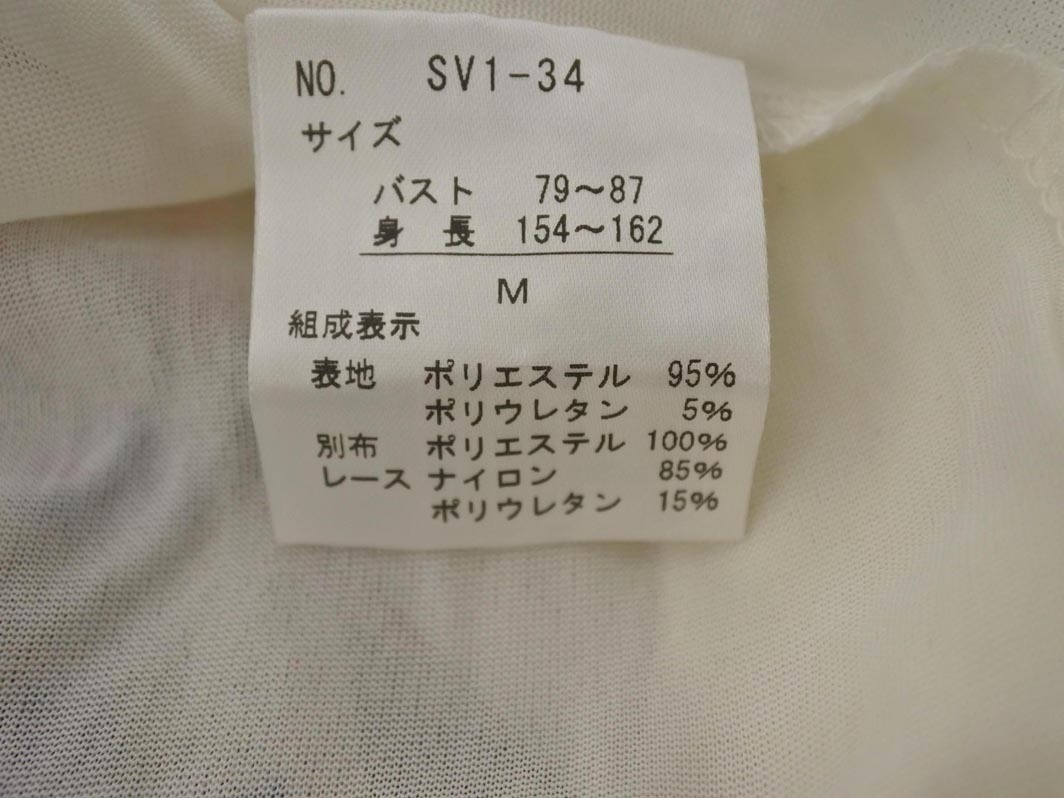 NO. SV1-34
サイズ
バスト 79〜87
身長 154〜162
M
組成表示
表地 ポリエステル 95%
ポリウレタン 5%
別布 ポリエステル 100%
レース ナイロン 85%
ポリウレタン 15%